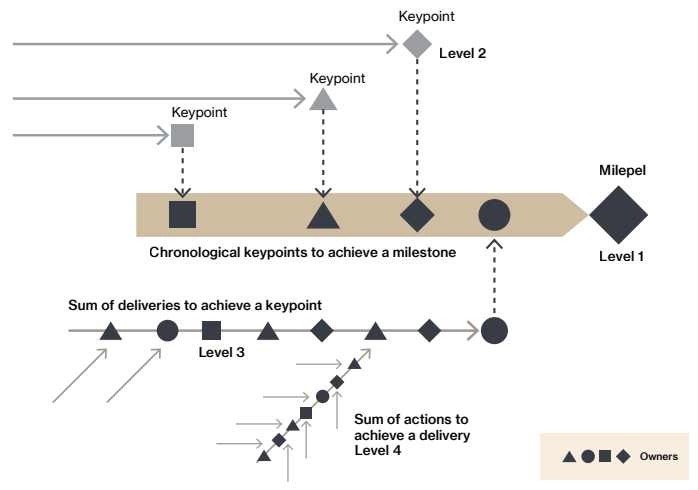 Keypoint
Level 2
Keypoint
Keypoint
Milepel
Chronological keypoints to achieve a milestone
Level 1
Sum of deliveries to achieve a keypoint
Level 3
Sum of actions to
achieve a delivery
Level 4
Owners